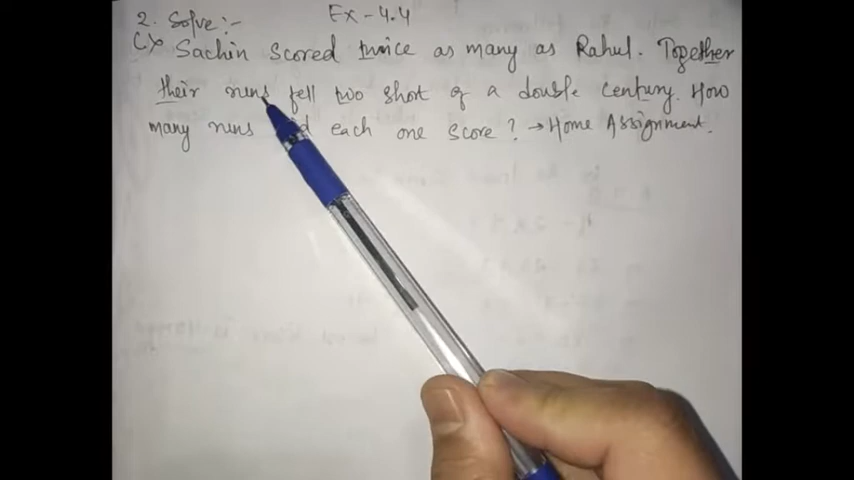 Ex - 4.4
2. Solve :-
C) Sachin scored twice as many as Rahul. Together
their runs fell two short of a double century. How
many runs each one score? → Home Assignment.